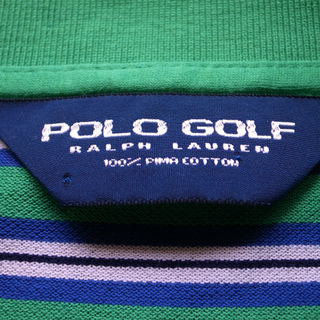 POLO GOLF
RALPH LAUREN
100% PIMA COTTON